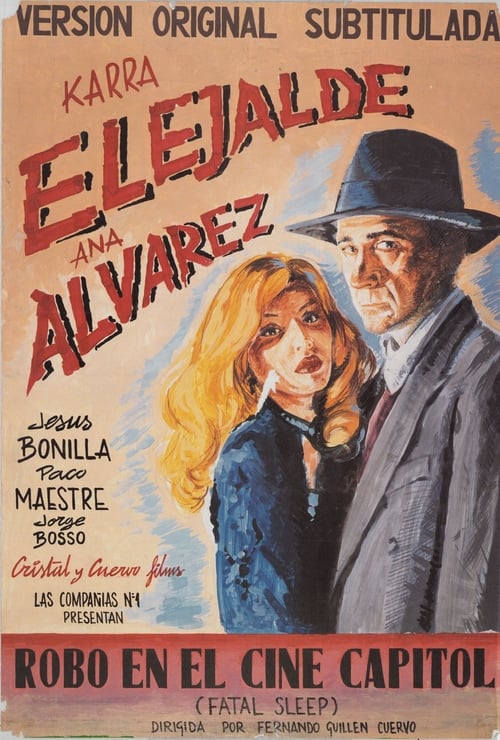 VERSION ORIGINAL SUBTITULADA
KARRA
ELEJALDE
ANA
ALVAREZ
Jesus
BONILLA
Paco
MAESTRE
Jorge
BOSSO
Cristal y Cuervo films
LAS COMPAÑIAS Nº1
PRESENTAN
ROBO EN EL CINE CAPITOL
(FATAL SLEEP)
DIRIGIDA POR FERNANDO GUILLEN CUERVO